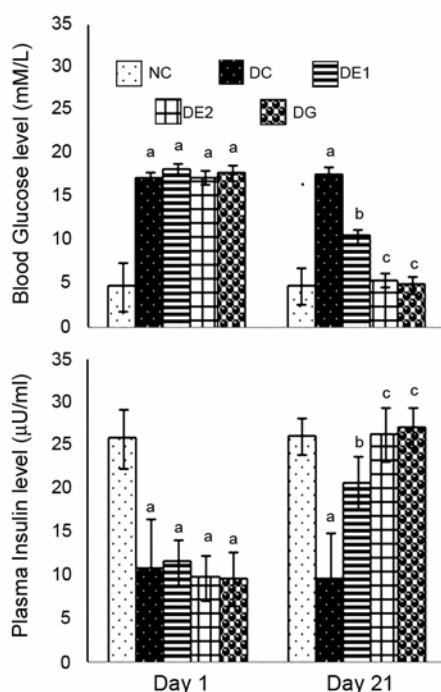 Blood Glucose level (mM/L)
35
30
25
20
15
10
5
0
NC DC DE1
DE2 DG
a a a a
a
b
c c
Plasma Insulin level (μU/ml)
35
30
25
20
15
10
5
0
a a a a
a
b
c c
Day 1 Day 21